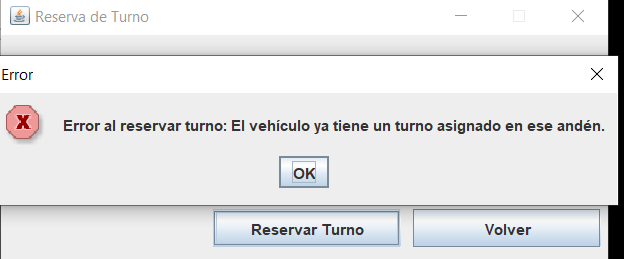 Reserva de Turno
Error
Error al reservar turno: El vehículo ya tiene un turno asignado en ese andén.
OK
Reservar Turno
Volver